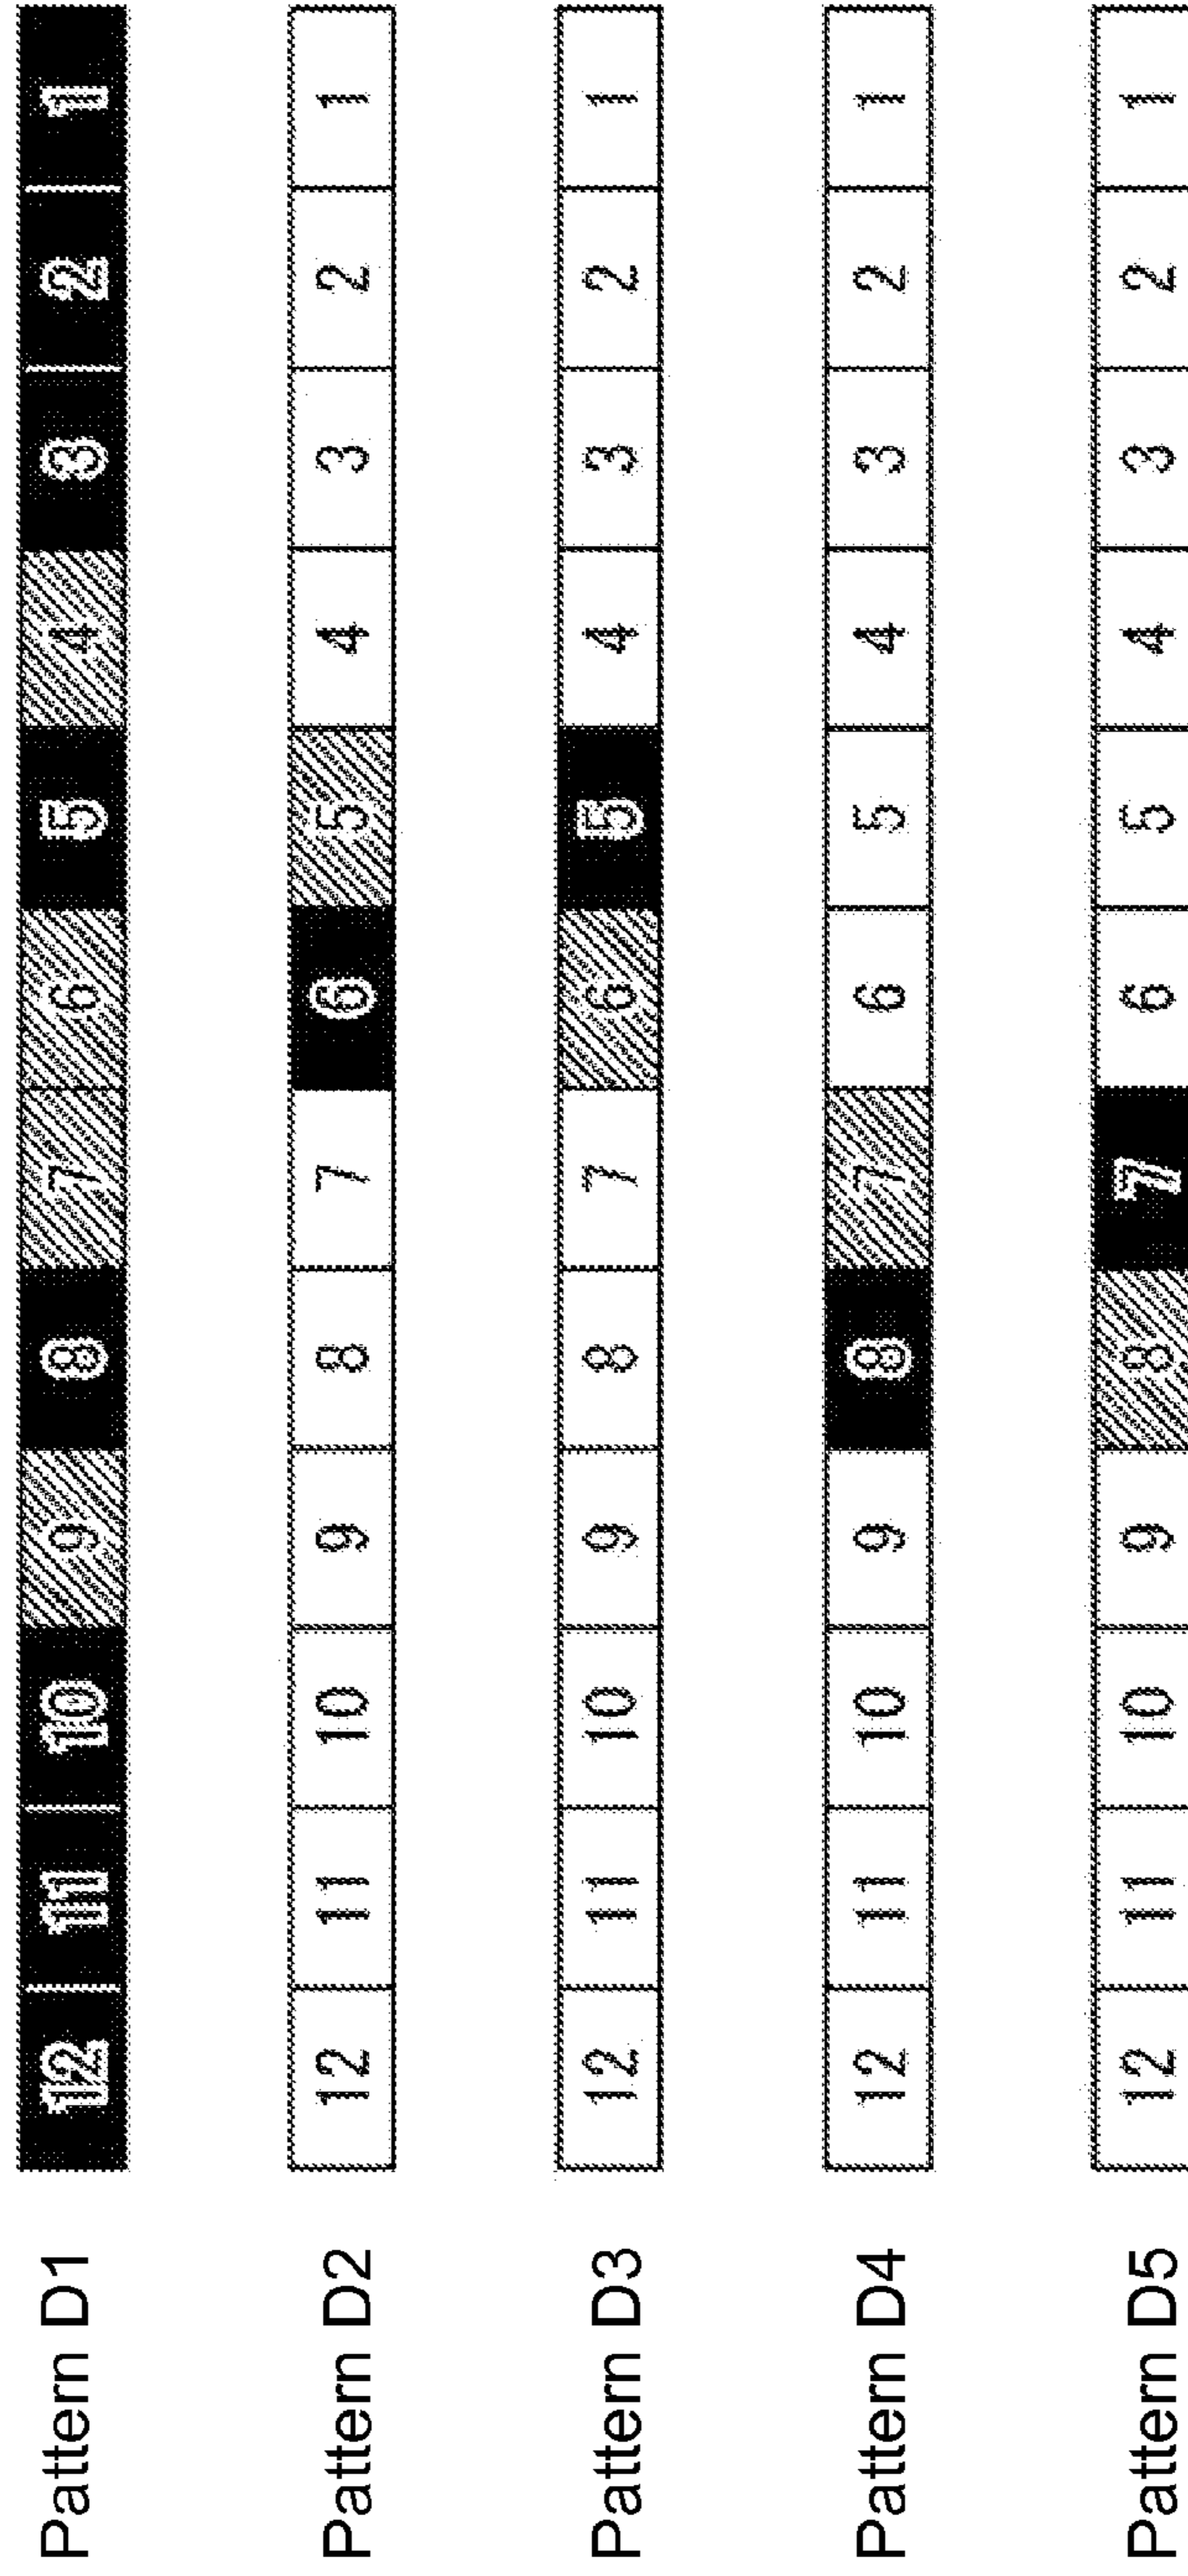 Pattern D1 12 11 10 9 8 7 6 5 4 3 2 1
Pattern D2 12 11 10 9 8 7 6 5 4 3 2 1
Pattern D3 12 11 10 9 8 7 6 5 4 3 2 1
Pattern D4 12 11 10 9 8 7 6 5 4 3 2 1
Pattern D5 12 11 10 9 8 7 6 5 4 3 2 1